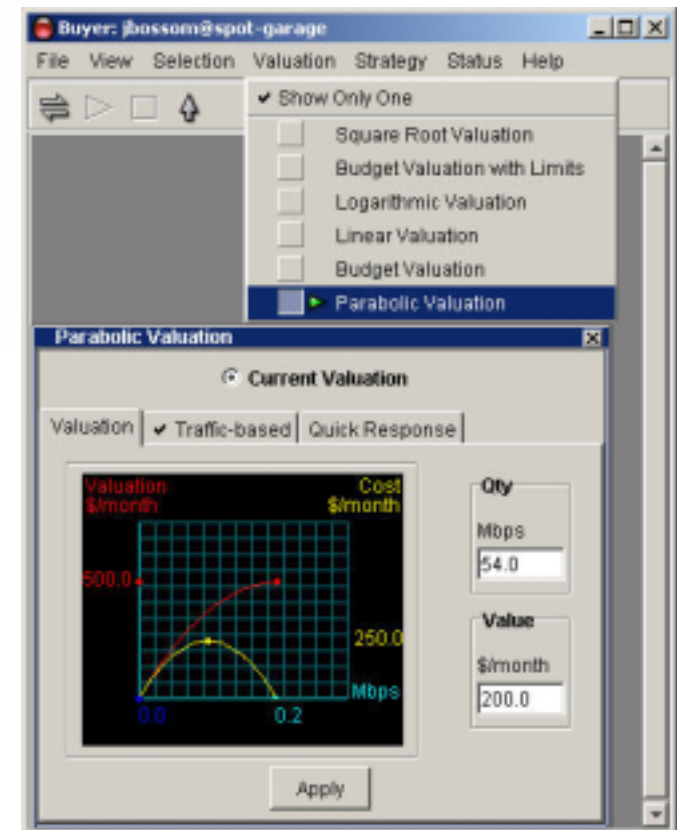 Buyer: jbossom@spot-garage
File View Selection Valuation Strategy Status Help
Show Only One
Square Root Valuation
Budget Valuation with Limits
Logarithmic Valuation
Linear Valuation
Budget Valuation
Parabolic Valuation
Parabolic Valuation
Current Valuation
Valuation Traffic-based Quick Response
Valuation Cost
$/month $/month
500.0
250.0
Mbps
0.0 0.2
Qty
Mbps
54.0
Value
$/month
200.0
Apply